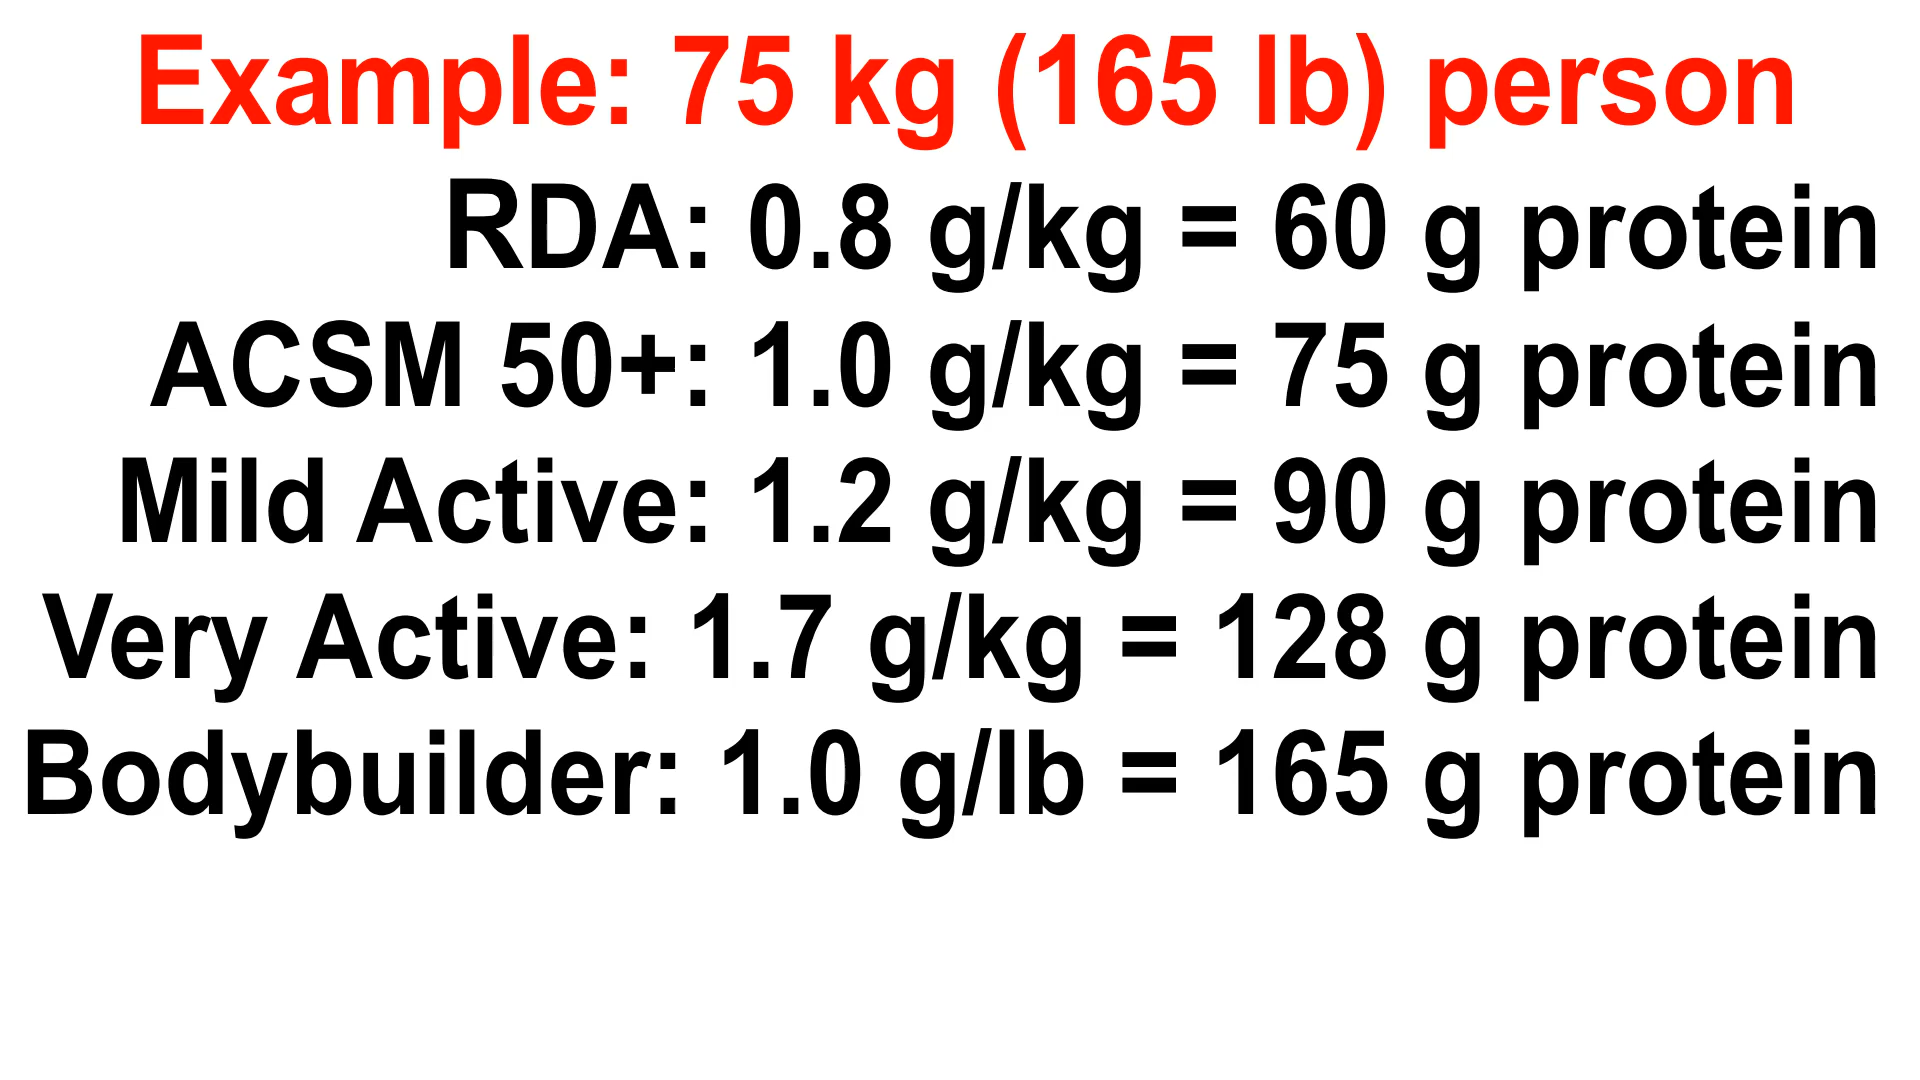 Example: 75 kg (165 lb) person
RDA: 0.8 g/kg = 60 g protein
ACSM 50+: 1.0 g/kg = 75 g protein
Mild Active: 1.2 g/kg = 90 g protein
Very Active: 1.7 g/kg = 128 g protein
Bodybuilder: 1.0 g/lb = 165 g protein